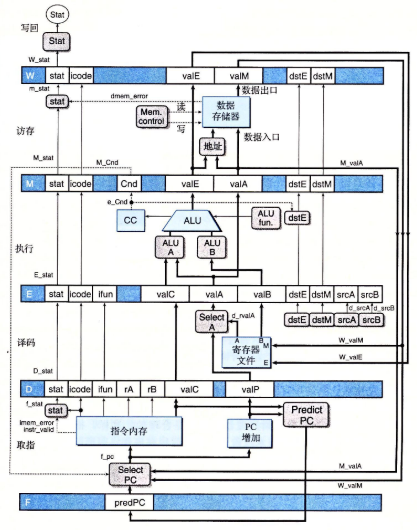 Stat
写回
Stat
W_stat
W stat icode valE valM dstE dstM
m_stat
数据出口
dmem_error
stat
Mem. control
读
写
数据
存储器
访存
数据入口
地址
M_stat
M_Cnd
M_valA
M stat icode Cnd valE valA dstE dstM
e_Cnd
CC
ALU
ALU fun.
dstE
执行
ALU A
ALU B
E_stat
E stat icode ifun valC valA valB dstE dstM srcA srcB
d_srcA d_srcB
Select A
d_rvalA
dstE dstM srcA srcB
A B
M
寄存器
文件
E
W_valM
W_valE
译码
D_stat
D stat icode ifun rA rB valC valP
f_stat
stat
Imem_error
instr_valid
指令内存
PC
增加
Predict PC
取指
f_pc
Select PC
M_valA
W_valM
F predPC